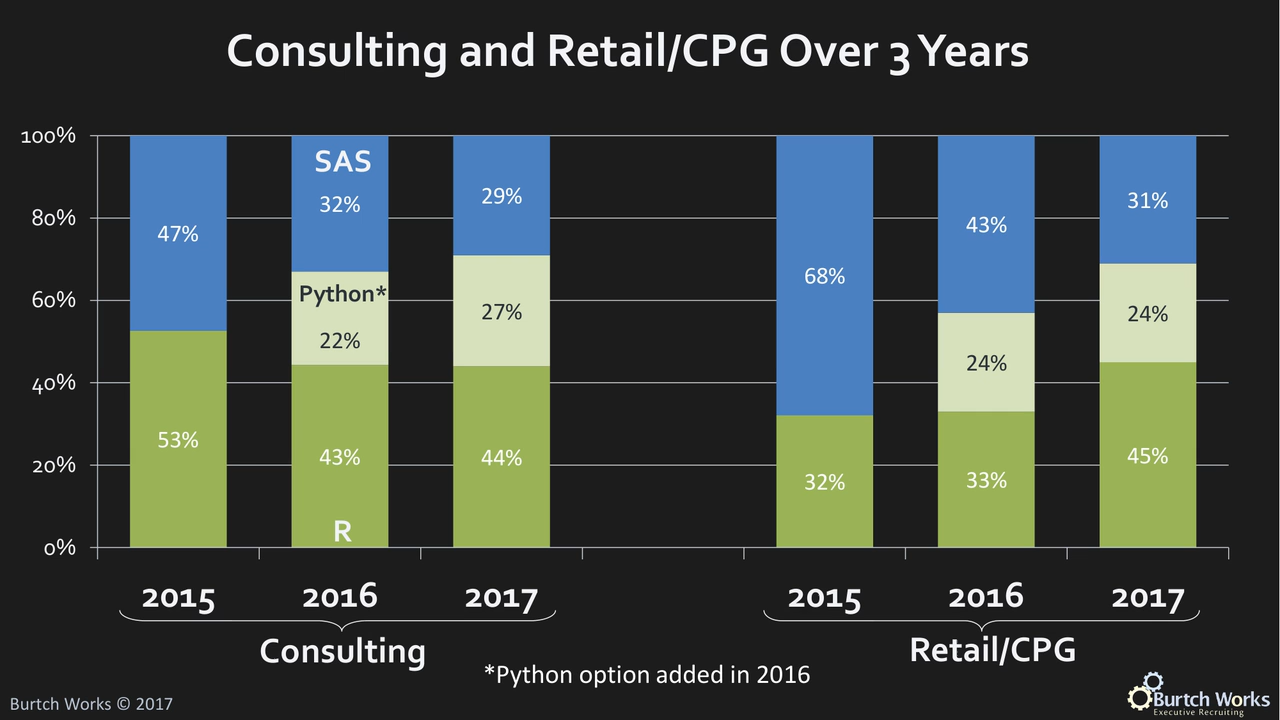 Consulting and Retail/CPG Over 3 Years
100%
80%
60%
40%
20%
0%
47%
53%
SAS
32%
Python*
22%
43%
R
29%
27%
44%
68%
32%
43%
24%
33%
31%
24%
45%
2015 2016 2017
2015 2016 2017
Consulting
Retail/CPG
*Python option added in 2016
Burtch Works © 2017
Burtch Works
Executive Recruiting